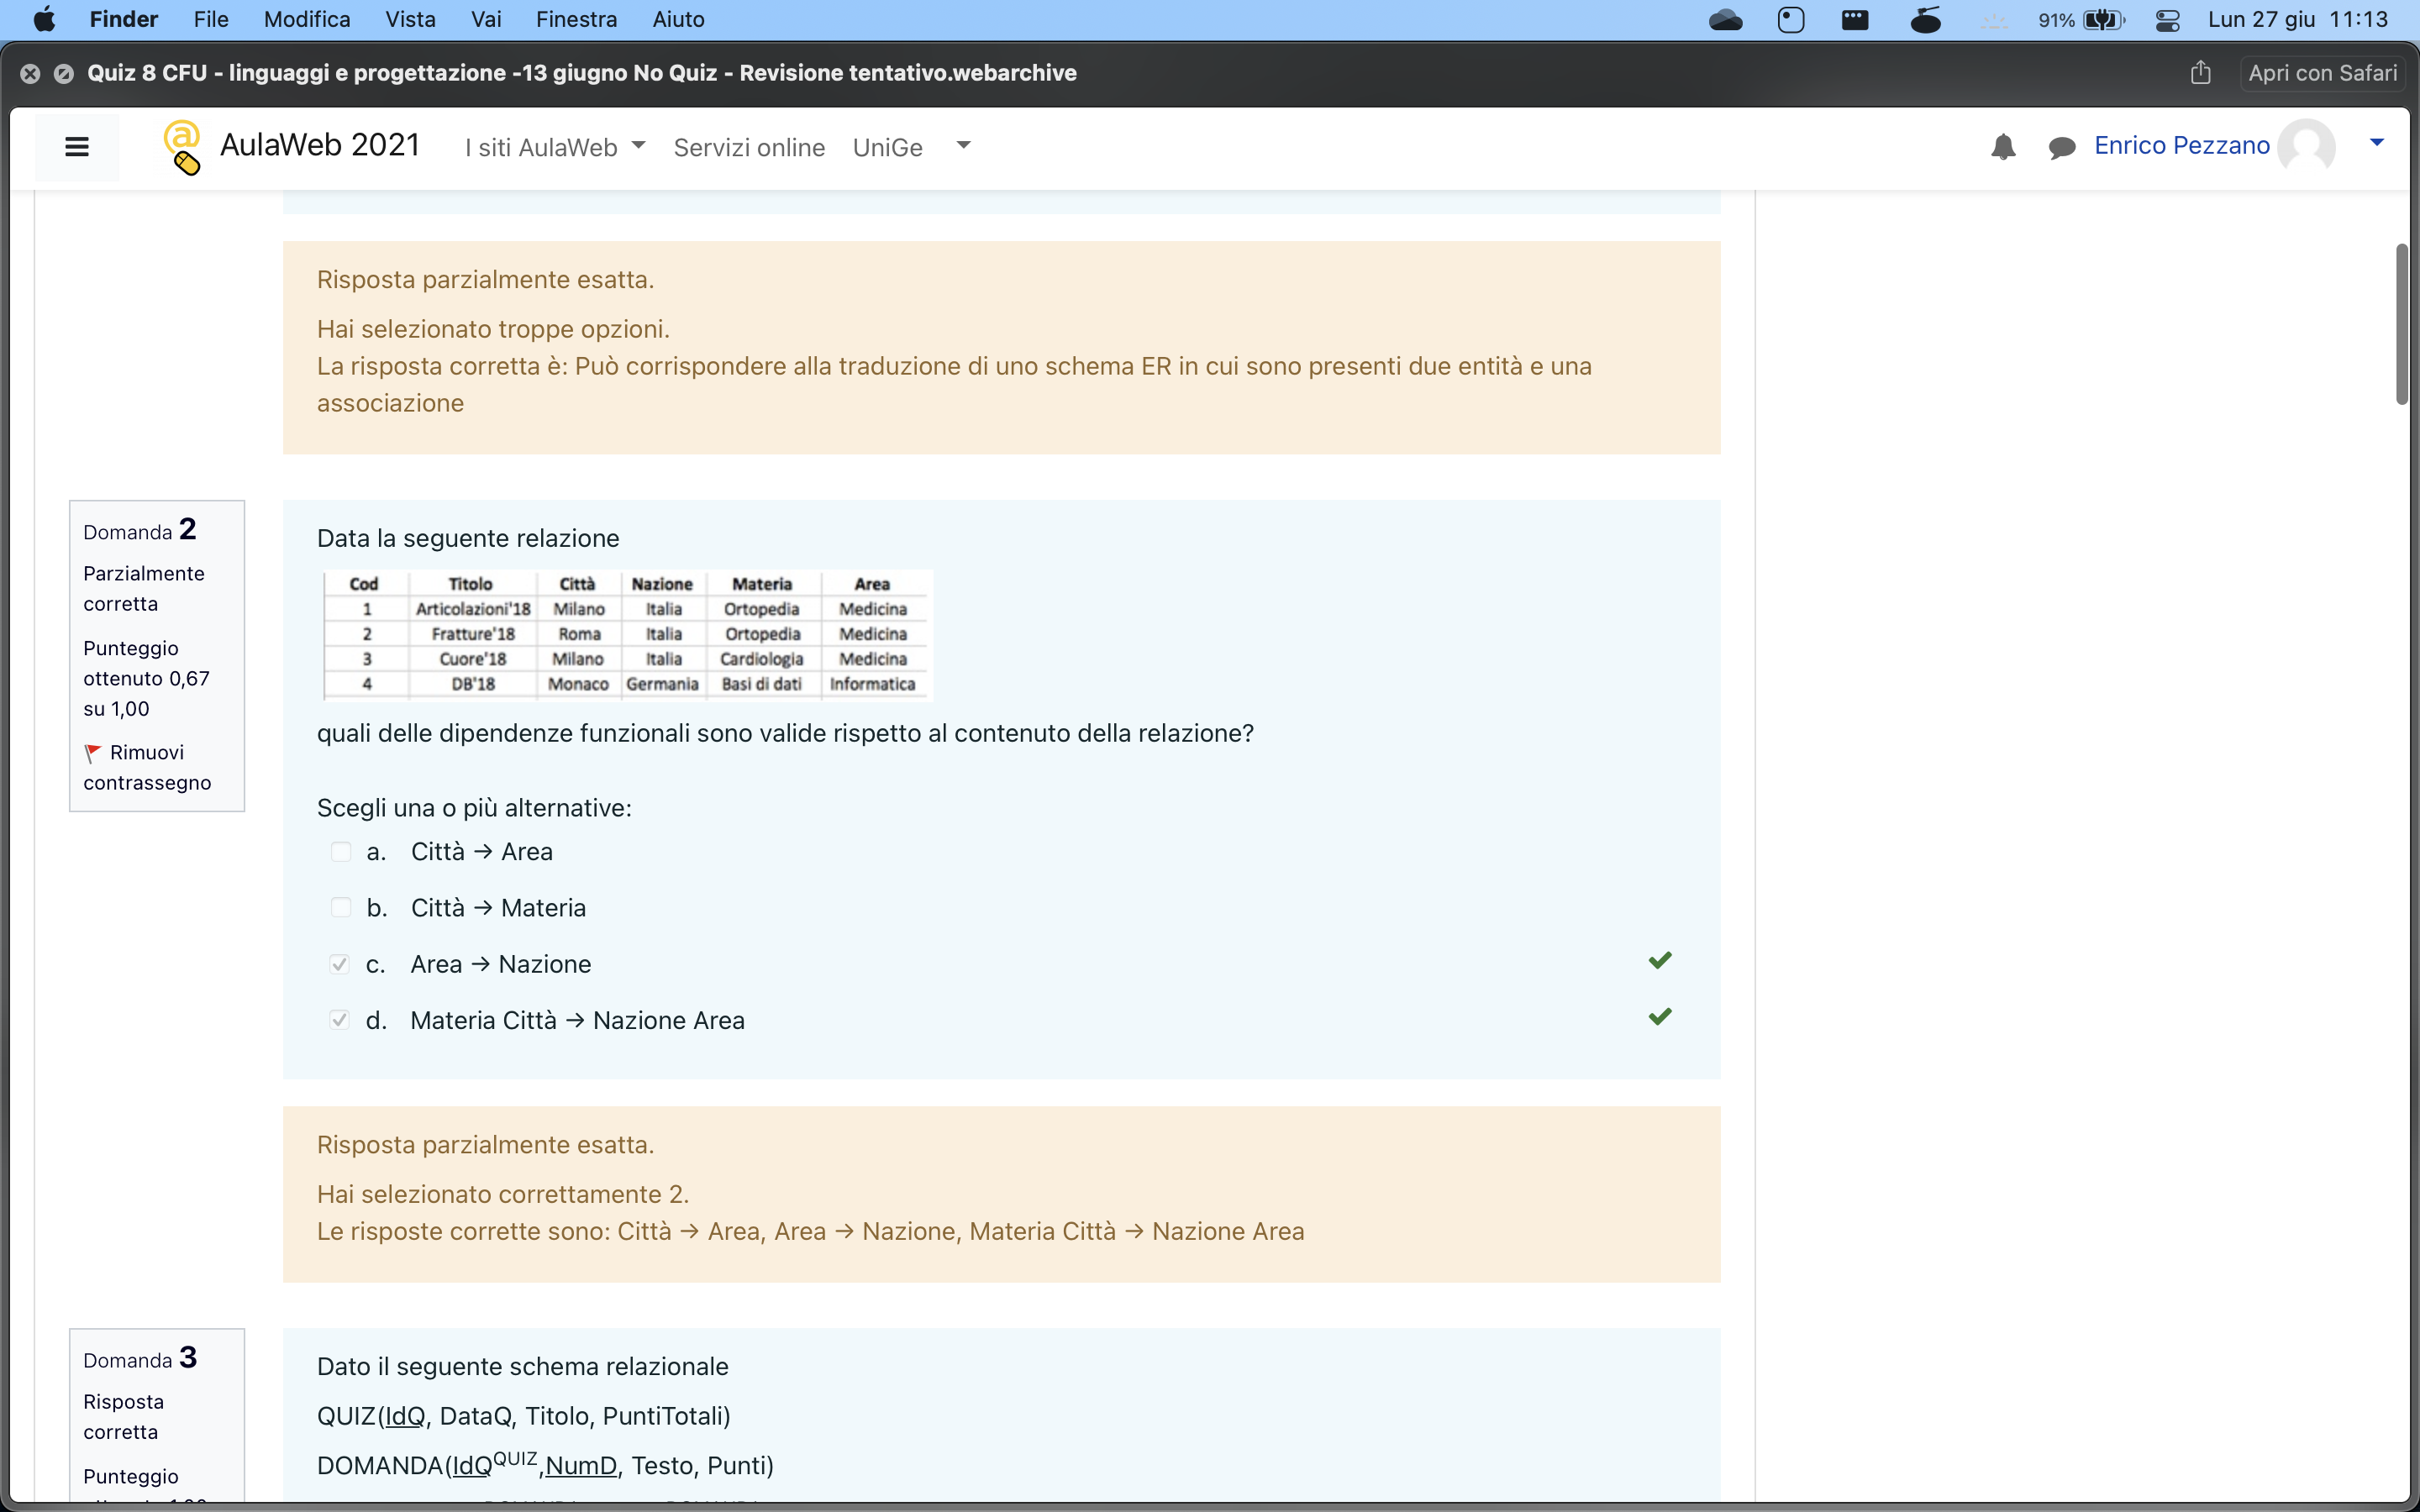 Finder File Modifica Vista Vai Finestra Aiuto 91% Lun 27 giu 11:13
Quiz 8 CFU - linguaggi e progettazione -13 giugno No Quiz - Revisione tentativo.webarchive Apri con Safari
AulaWeb 2021 I siti AulaWeb Servizi online UniGe Enrico Pezzano
Risposta parzialmente esatta.
Hai selezionato troppe opzioni.
La risposta corretta è: Può corrispondere alla traduzione di uno schema ER in cui sono presenti due entità e una
associazione
Domanda 2
Parzialmente
corretta
Punteggio
ottenuto 0,67
su 1,00
Rimuovi
contrassegno
Data la seguente relazione
Cod Titolo Città Nazione Materia Area
1 Articolazioni'18 Milano Italia Ortopedia Medicina
2 Fratture'18 Roma Italia Ortopedia Medicina
3 Cuore'18 Milano Italia Cardiologia Medicina
4 DB'18 Monaco Germania Basi di dati Informatica
quali delle dipendenze funzionali sono valide rispetto al contenuto della relazione?
Scegli una o più alternative:
a. Città → Area
b. Città → Materia
c. Area → Nazione
d. Materia Città → Nazione Area
Risposta parzialmente esatta.
Hai selezionato correttamente 2.
Le risposte corrette sono: Città → Area, Area → Nazione, Materia Città → Nazione Area
Domanda 3
Risposta
corretta
Punteggio
Dato il seguente schema relazionale
QUIZ(IdQ, DataQ, Titolo, PuntiTotali)
DOMANDA(IdQ^QUIZ,NumD, Testo, Punti)